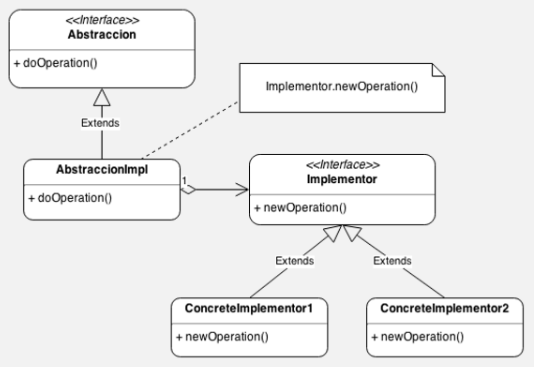 <<Interface>>
Abstraccion
+ doOperation()
Implementor.newOperation()
Extends
AbstraccionImpl
+ doOperation()
1
<<Interface>>
Implementor
+ newOperation()
Extends
Extends
ConcreteImplementor1
+ newOperation()
ConcreteImplementor2
+ newOperation()